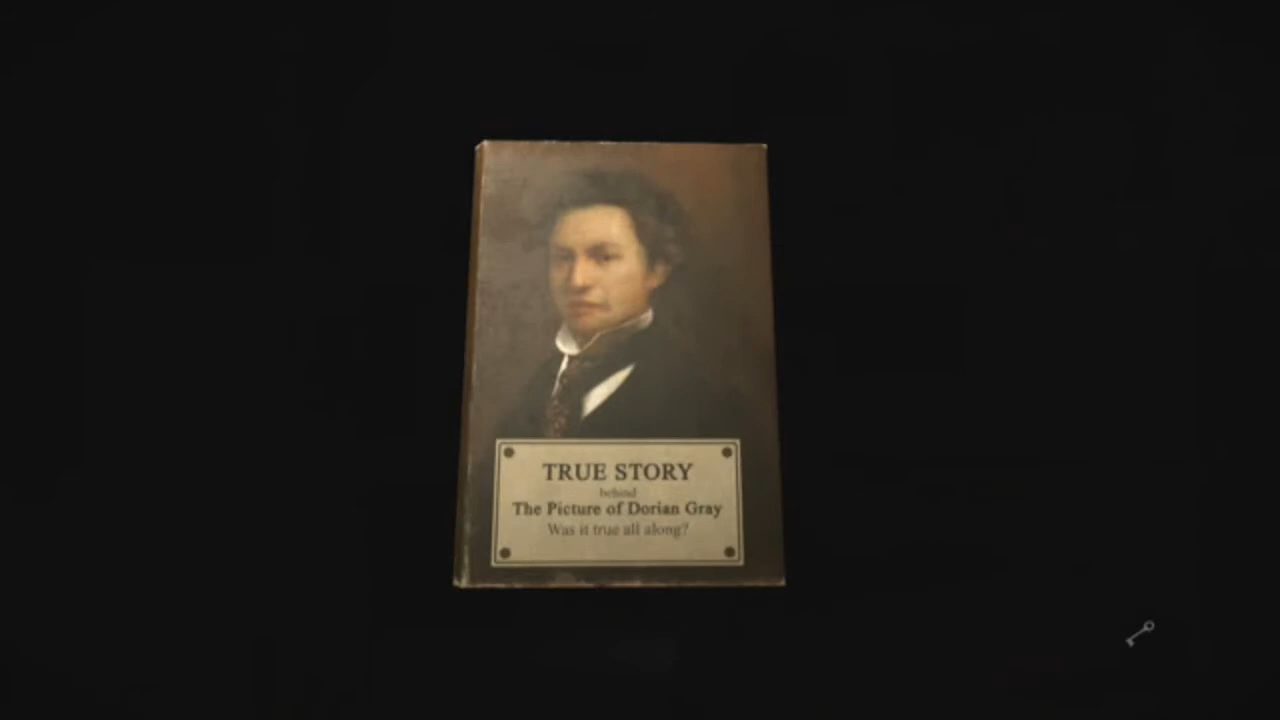 TRUE STORY
behind
The Picture of Dorian Gray
Was it true all along?